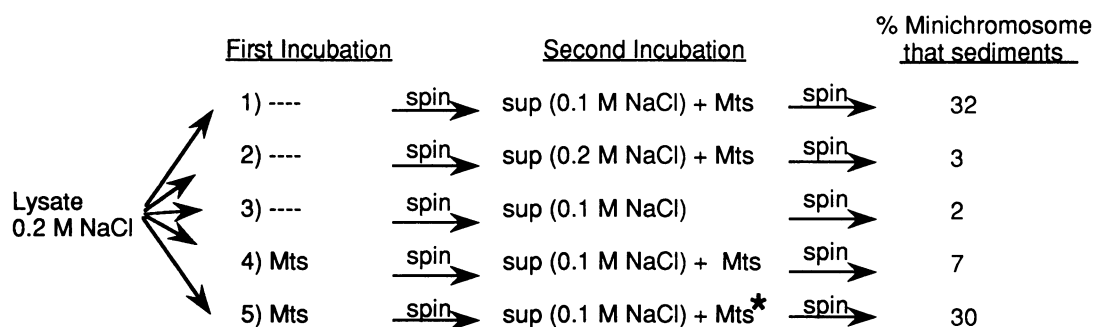 % Minichromosome
First Incubation Second Incubation that sediments
1) ---- spin sup (0.1 M NaCl) + Mts spin 32
2) ---- spin sup (0.2 M NaCl) + Mts spin 3
Lysate
0.2 M NaCl
3) ---- spin sup (0.1 M NaCl) spin 2
4) Mts spin sup (0.1 M NaCl) + Mts spin 7
5) Mts spin sup (0.1 M NaCl) + Mts* spin 30